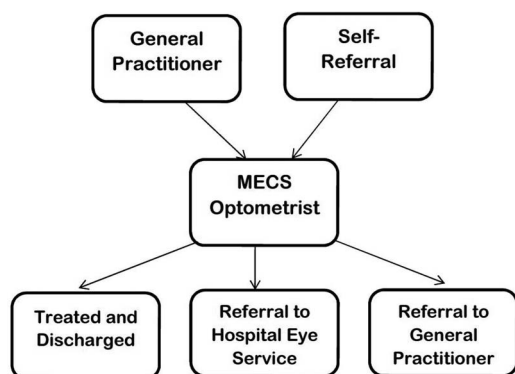 General
Practitioner
Self-
Referral
MECS
Optometrist
Treated and
Discharged
Referral to
Hospital Eye
Service
Referral to
General
Practitioner